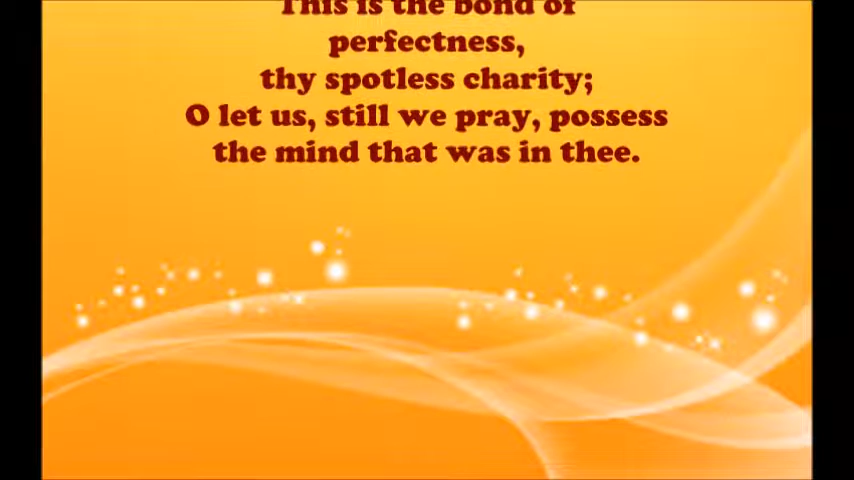 This is the bond of
perfectness,
thy spotless charity;
O let us, still we pray, possess
the mind that was in thee.